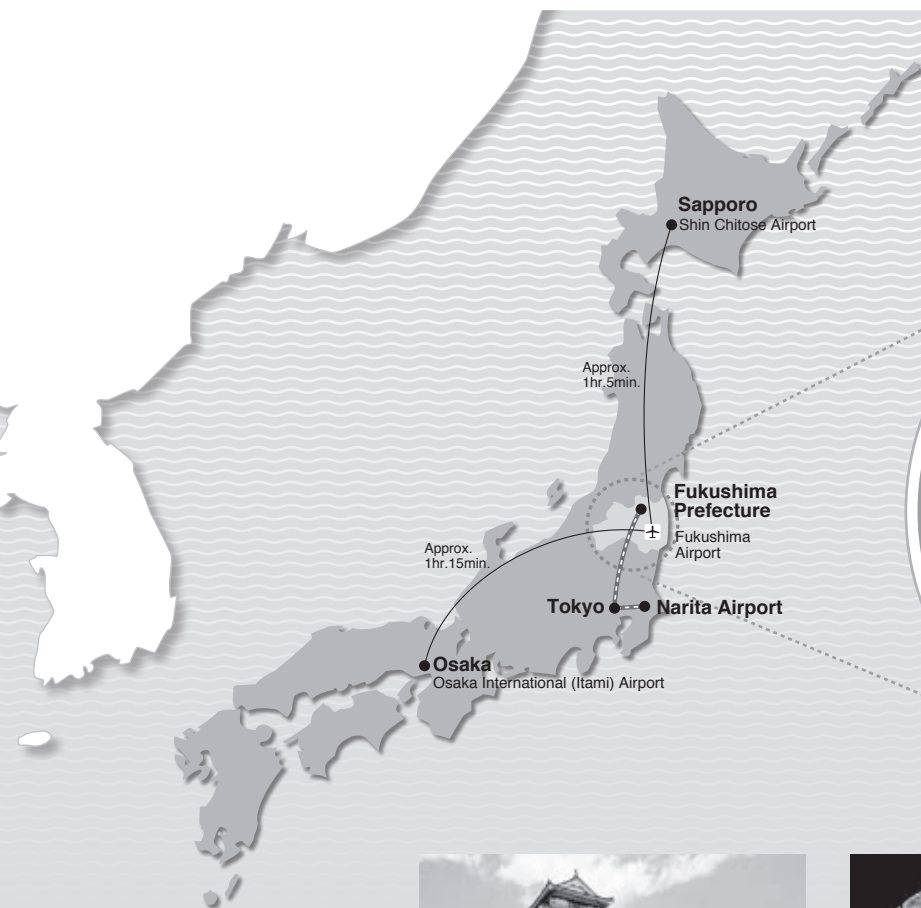 Sapporo
Shin Chitose Airport
Approx.
1hr.5min.
Fukushima
Prefecture
Fukushima
Airport
Approx.
1hr.15min.
Tokyo
Narita Airport
Osaka
Osaka International (Itami) Airport